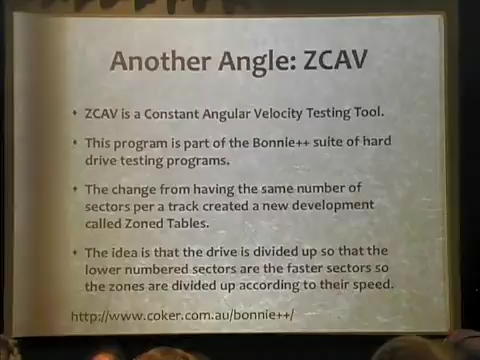 Another Angle: ZCAV
• ZCAV is a Constant Angular Velocity Testing Tool.
• This program is part of the Bonnie++ suite of hard
drive testing programs.
• The change from having the same number of
sectors per a track created a new development
called Zoned Tables.
• The idea is that the drive is divided up so that the
lower numbered sectors are the faster sectors so
the zones are divided up according to their speed.
http://www.coker.com.au/bonnie++/